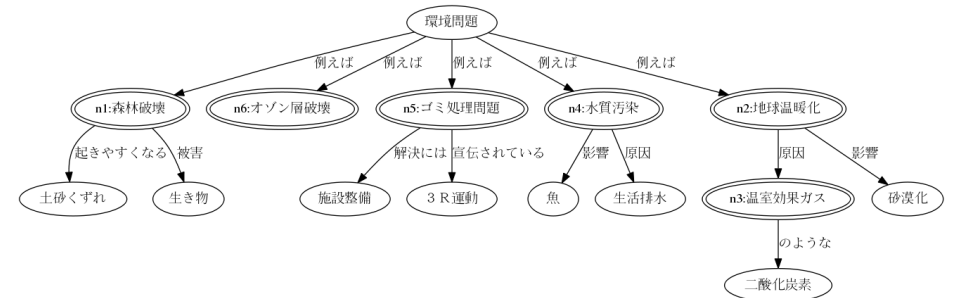 環境問題
例えば
例えば
例えば
例えば
例えば
n1:森林破壊
n6:オゾン層破壊
n5:ゴミ処理問題
n4:水質汚染
n2:地球温暖化
起きやすくなる
被害
解決には
宣伝されている
影響
原因
原因
影響
土砂くずれ
生き物
施設整備
３Ｒ運動
魚
生活排水
n3:温室効果ガス
砂漠化
のような
二酸化炭素